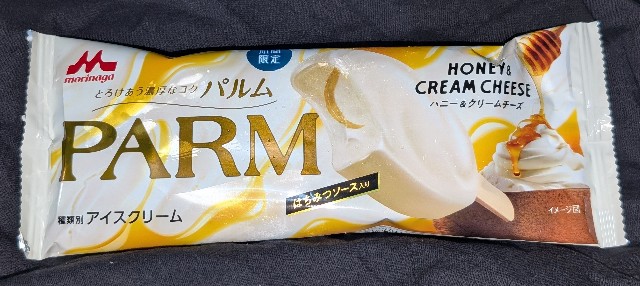 morinaga
期間
限定
とろけあう濃厚なコク パルム
PARM
HONEY &
CREAM CHEESE
ハニー&クリームチーズ
はちみつソース入り
種類別 アイスクリーム
イメージ図